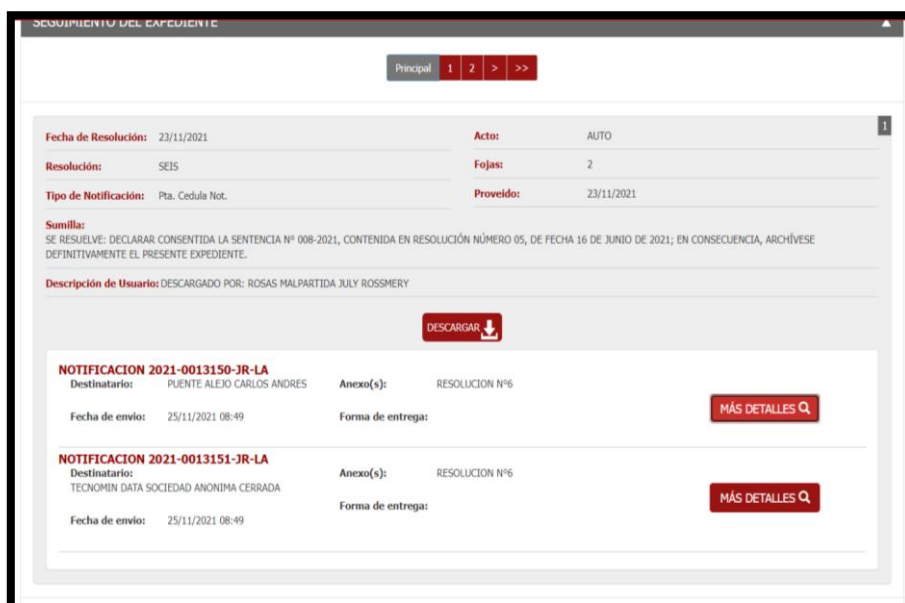 SEGUIMIENTO DEL EXPEDIENTE
Principal 1 2 > >>
1
Fecha de Resolución: 23/11/2021 Acto: AUTO
Resolución: SEIS Fojas: 2
Tipo de Notificación: Pta. Cedula Not. Proveido: 23/11/2021
Sumilla:
SE RESUELVE: DECLARAR CONSENTIDA LA SENTENCIA Nº 008-2021, CONTENIDA EN RESOLUCIÓN NÚMERO 05, DE FECHA 16 DE JUNIO DE 2021; EN CONSECUENCIA, ARCHÍVESE
DEFINITIVAMENTE EL PRESENTE EXPEDIENTE.
Descripción de Usuario: DESCARGADO POR: ROSAS MALPARTIDA JULY ROSSMERY
DESCARGAR
NOTIFICACION 2021-0013150-JR-LA
Destinatario: PUENTE ALEJO CARLOS ANDRES Anexo(s): RESOLUCION Nº6
Fecha de envio: 25/11/2021 08:49 Forma de entrega:
MÁS DETALLES
NOTIFICACION 2021-0013151-JR-LA
Destinatario: Anexo(s): RESOLUCION Nº6
TECNOMIN DATA SOCIEDAD ANONIMA CERRADA
Forma de entrega:
MÁS DETALLES
Fecha de envio: 25/11/2021 08:49